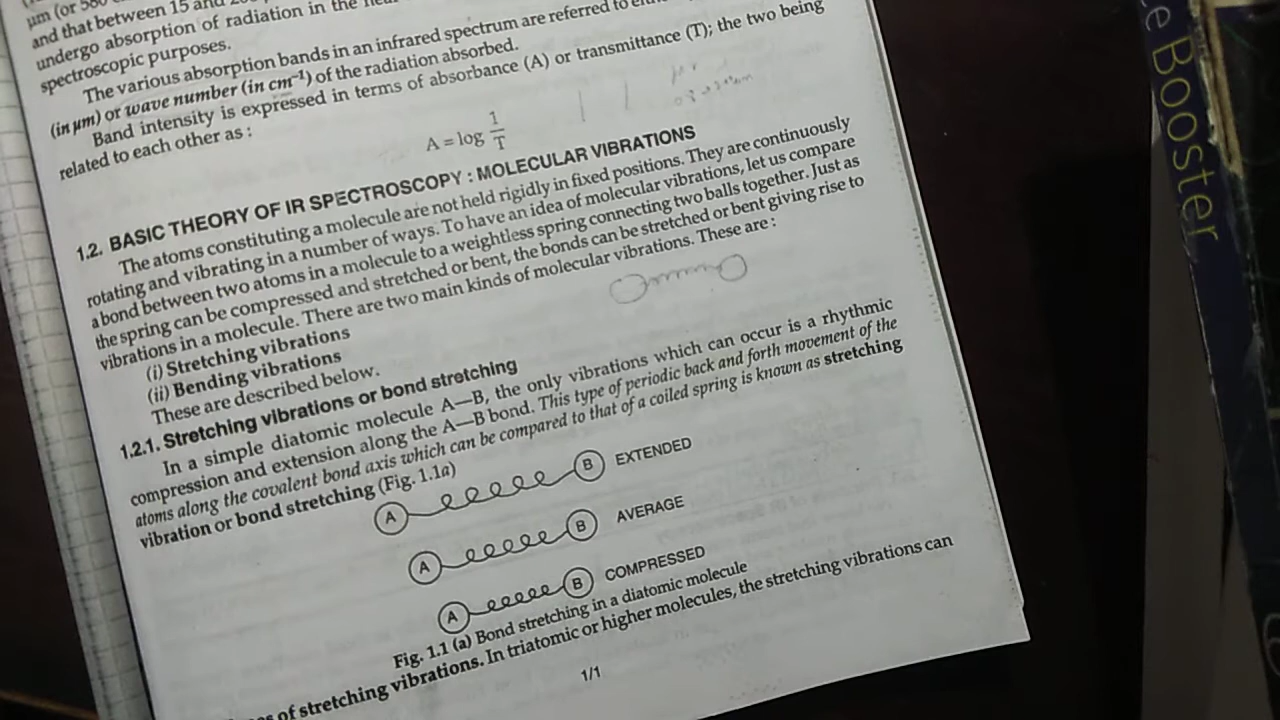 μm (or 580
and that between 15 and
undergo absorption of radiation in the
spectroscopic purposes.
The various absorption bands in an infrared spectrum are referred to
(in μm) or wave number (in cm⁻¹) of the radiation absorbed.
Band intensity is expressed in terms of absorbance (A) or transmittance (T); the two being
related to each other as :
A = log 1/T
1.2. BASIC THEORY OF IR SPECTROSCOPY : MOLECULAR VIBRATIONS
The atoms constituting a molecule are not held rigidly in fixed positions. They are continuously
rotating and vibrating in a number of ways. To have an idea of molecular vibrations, let us compare
a bond between two atoms in a molecule to a weightless spring connecting two balls together. Just as
the spring can be compressed and stretched or bent, the bonds can be stretched or bent giving rise to
vibrations in a molecule. There are two main kinds of molecular vibrations. These are :
(i) Stretching vibrations
(ii) Bending vibrations
These are described below.
1.2.1. Stretching vibrations or bond stretching
In a simple diatomic molecule A—B, the only vibrations which can occur is a rhythmic
compression and extension along the A—B bond. This type of periodic back and forth movement of the
atoms along the covalent bond axis which can be compared to that of a coiled spring is known as stretching
vibration or bond stretching (Fig. 1.1a)
A B EXTENDED
A B AVERAGE
A B COMPRESSED
Fig. 1.1 (a) Bond stretching in a diatomic molecule
of stretching vibrations. In triatomic or higher molecules, the stretching vibrations can
1/1
Booster